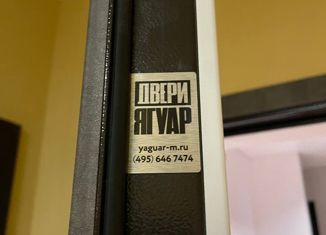 ДВЕРИ
ЯГУАР
yaguar-m.ru
(495) 646 7474